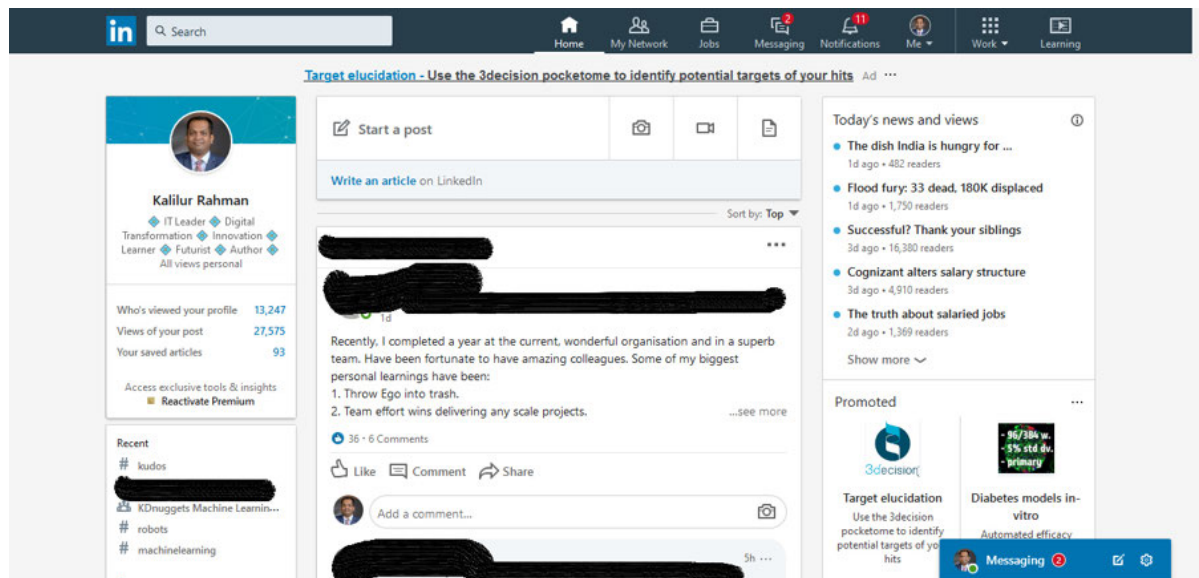 in
Search
Home
My Network
Jobs
2
Messaging
11
Notifications
Me
Work
Learning
Target elucidation - Use the 3decision pocketome to identify potential targets of your hits Ad ...
Kalilur Rahman
IT Leader Digital
Transformation Innovation
Learner Futurist Author
All views personal
Who's viewed your profile 13,247
Views of your post 27,575
Your saved articles 93
Access exclusive tools & insights
Reactivate Premium
Recent
# kudos
KDnuggets Machine Learnin...
# robots
# machinelearning
Start a post
Write an article on LinkedIn
Sort by: Top
1d
Recently, I completed a year at the current, wonderful organisation and in a superb
team. Have been fortunate to have amazing colleagues. Some of my biggest
personal learnings have been:
1. Throw Ego into trash.
2. Team effort wins delivering any scale projects.
...see more
36 • 6 Comments
Like Comment Share
Add a comment...
5h ...
Today's news and views
The dish India is hungry for ...
1d ago • 482 readers
Flood fury: 33 dead, 180K displaced
1d ago • 1,750 readers
Successful? Thank your siblings
3d ago • 16,380 readers
Cognizant alters salary structure
3d ago • 4,910 readers
The truth about salaried jobs
2d ago • 1,369 readers
Show more
Promoted
...
3decision
Target elucidation
Use the 3decision
pocketome to identify
potential targets of you
hits
- 96/384 w.
- 5% std dv.
- primary
Diabetes models in-
vitro
Automated efficacy
Messaging 2